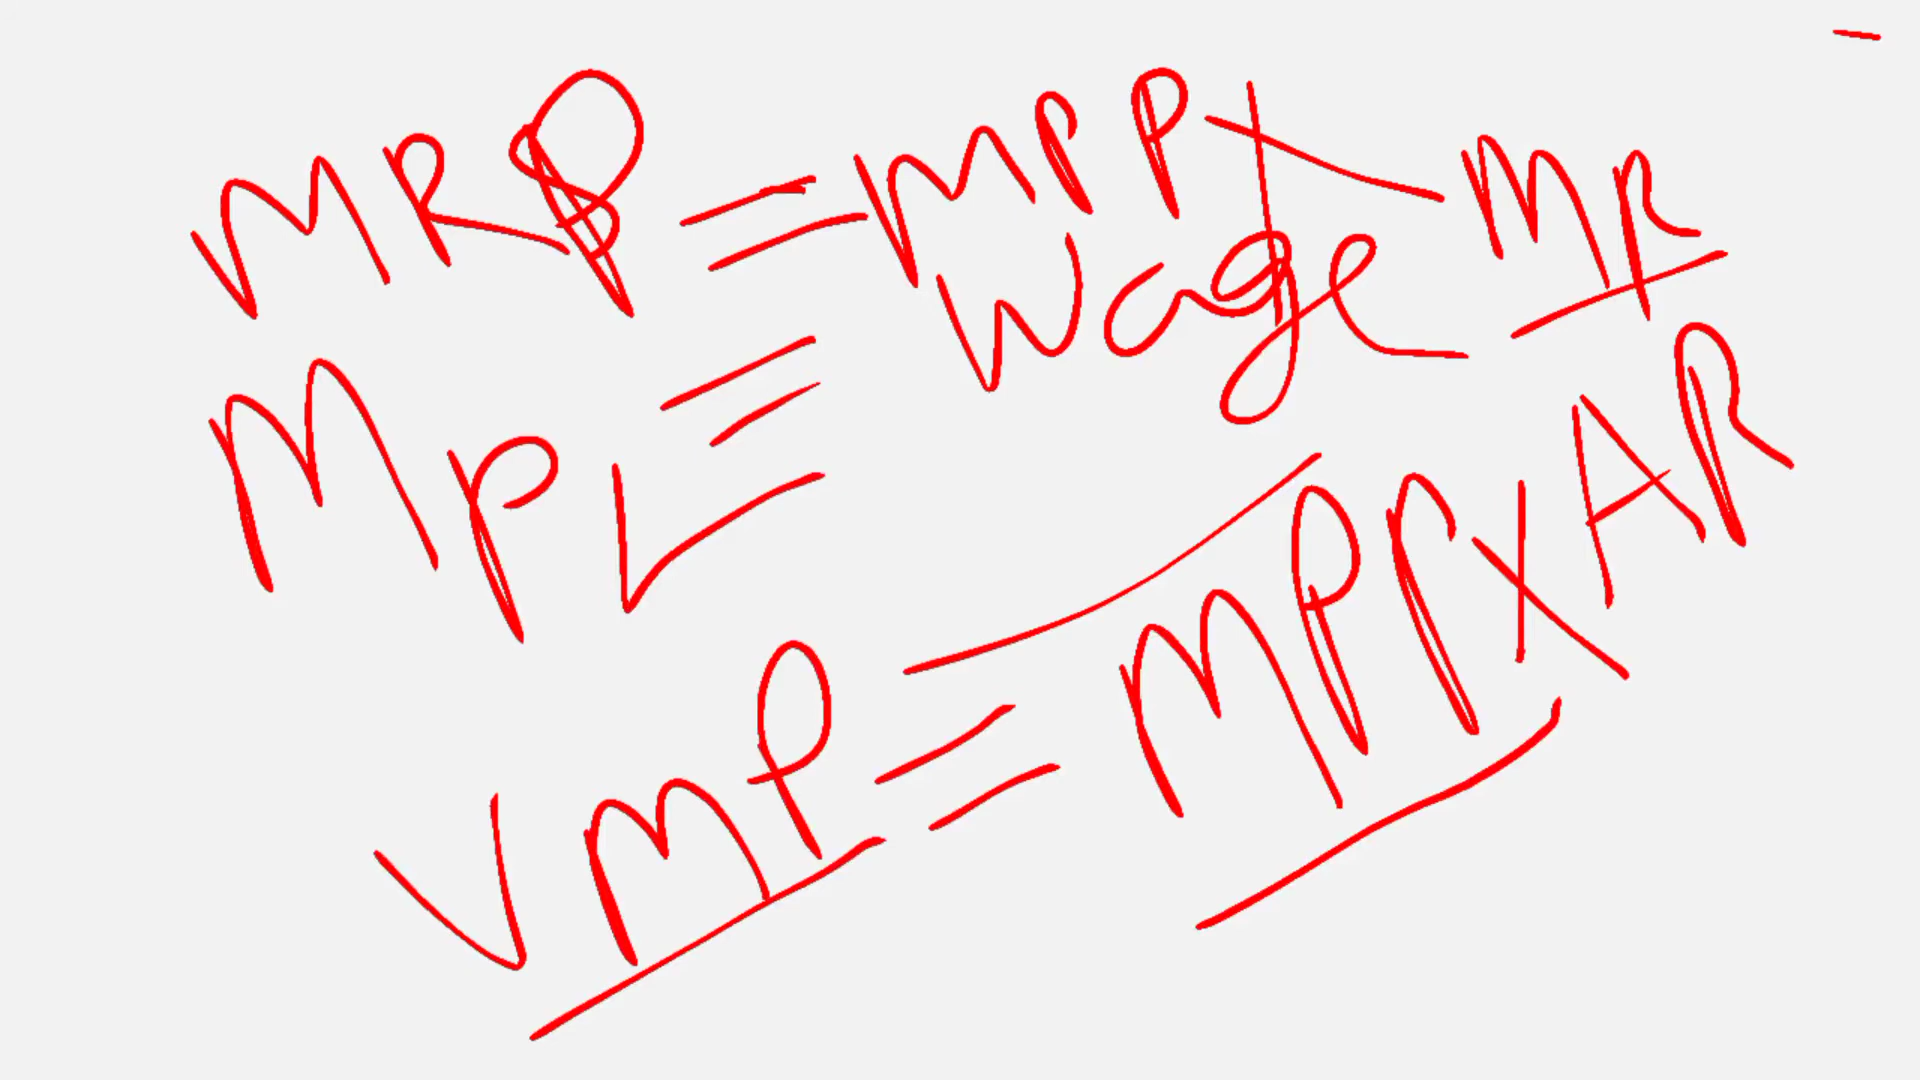 MRP = MPP X MR
Wage
MPL =
VMP = MPP X AR